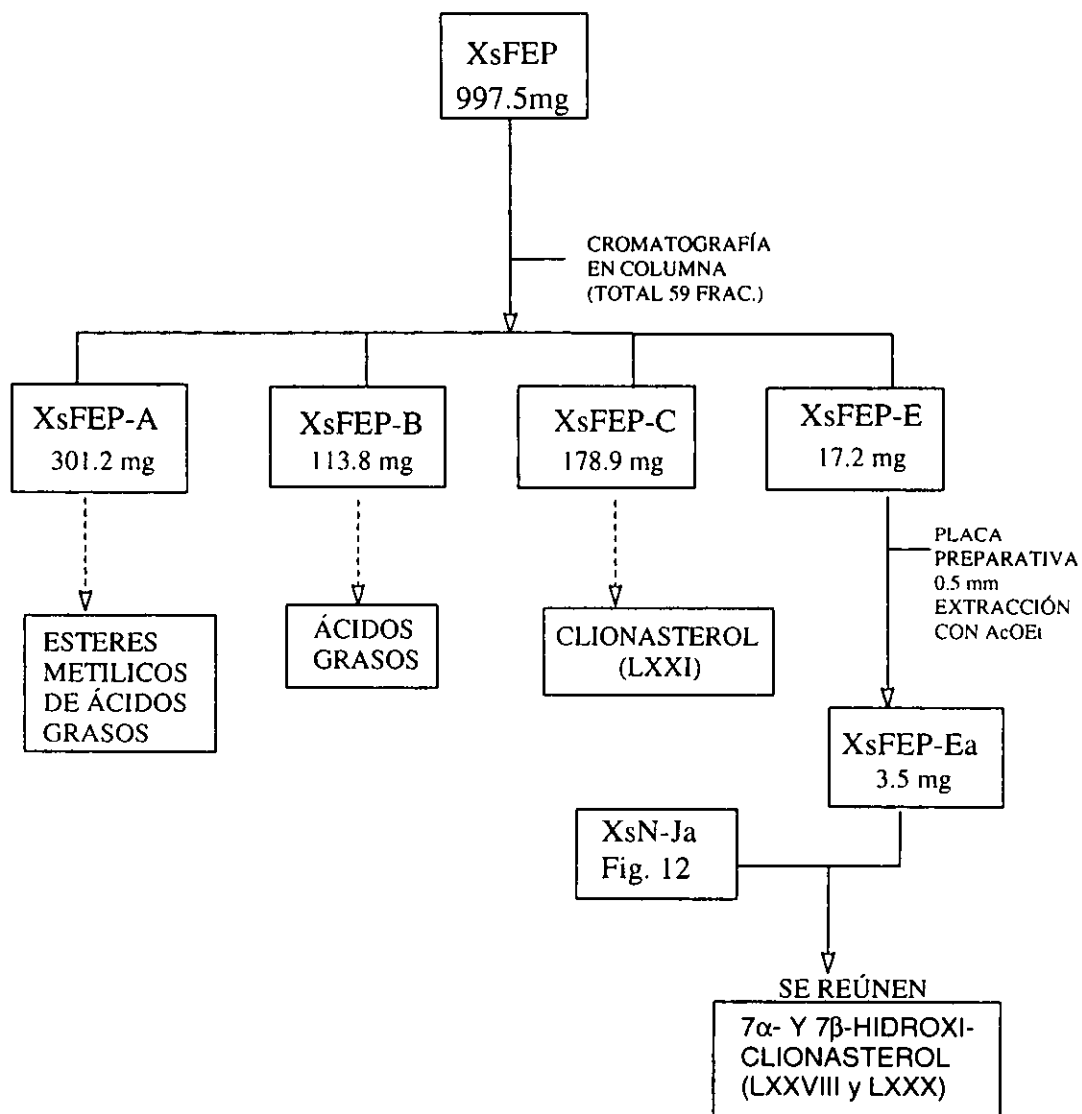 XsFEP
997.5mg
CROMATOGRAFÍA
EN COLUMNA
(TOTAL 59 FRAC.)
XsFEP-A
301.2 mg
XsFEP-B
113.8 mg
XsFEP-C
178.9 mg
XsFEP-E
17.2 mg
PLACA
PREPARATIVA
0.5 mm
EXTRACCIÓN
CON AcOEt
ESTERES
METILICOS
DE ÁCIDOS
GRASOS
ÁCIDOS
GRASOS
CLIONASTEROL
(LXXI)
XsFEP-Ea
3.5 mg
XsN-Ja
Fig. 12
SE REÚNEN
7α- Y 7β-HIDROXI-
CLIONASTEROL
(LXXVIII y LXXX)